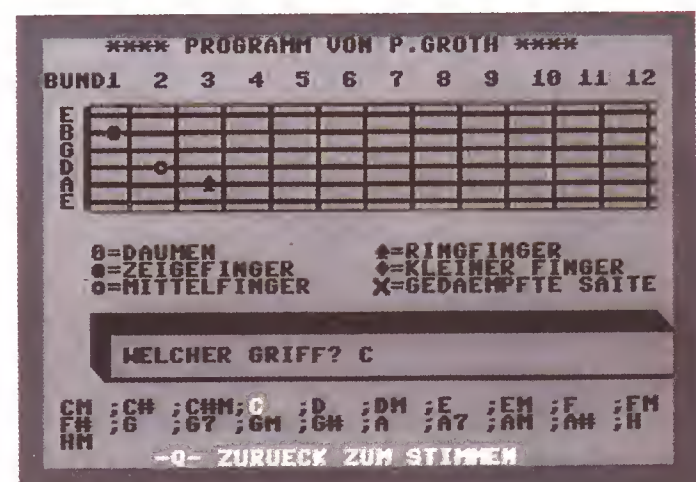 **** PROGRAMM VON P.GROTH ****
BUND1 2 3 4 5 6 7 8 9 10 11 12
E
B
G
D
A
E
0=DAUMEN ♠=RINGFINGER
●=ZEIGEFINGER ♦=KLEINER FINGER
○=MITTELFINGER X=GEDAEMPFTE SAITE
WELCHER GRIFF? C
CM ;C# ;C#M;C ;D ;DM ;E ;EM ;F ;FM
F# ;G ;G7 ;GM ;G# ;A ;A7 ;AM ;A# ;H
HM
-Q- ZURUECK ZUM STIMMEN